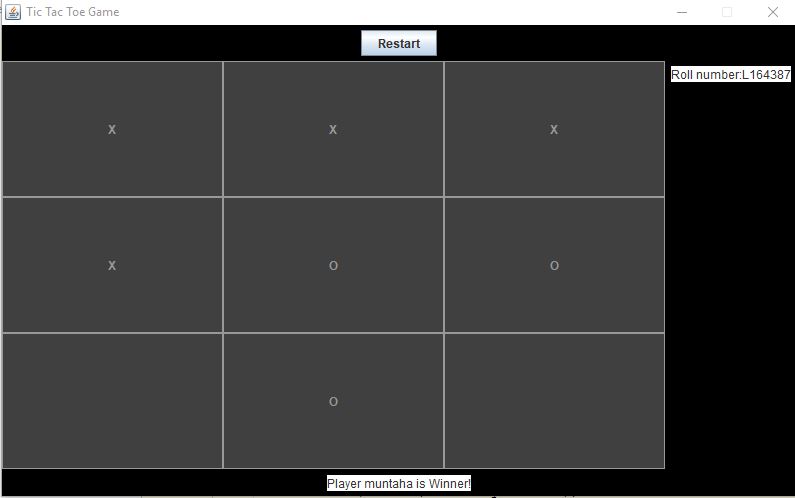 Tic Tac Toe Game
Restart
Roll number:L164387
X X X
X O O
O
Player muntaha is Winner!